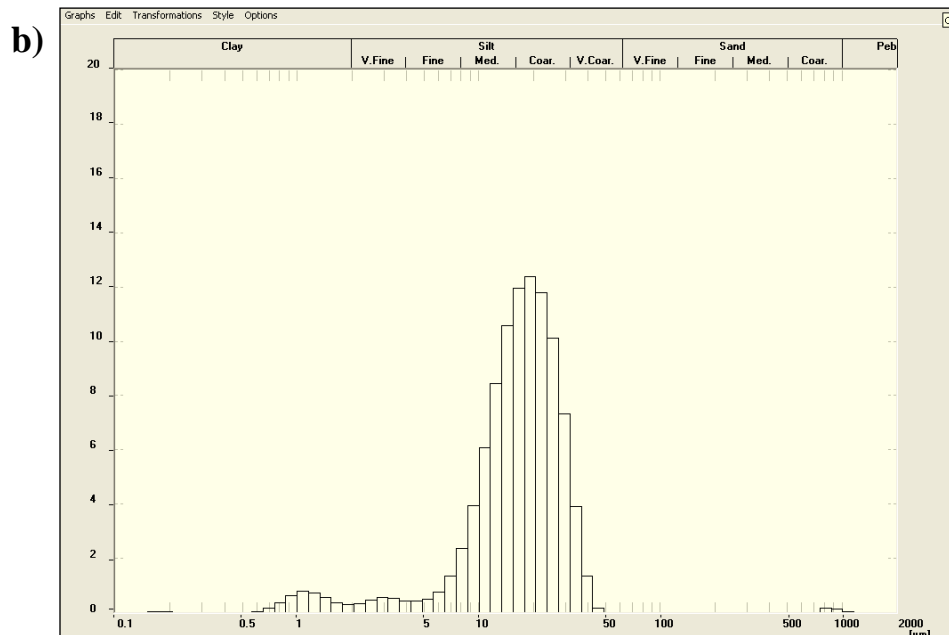 Graphs Edit Transformations Style Options
b)
Clay Silt Sand Peb
V.Fine | Fine | Med. | Coar. | V.Coar. V.Fine | Fine | Med. | Coar.
20
18
16
14
12
10
8
6
4
2
0
0.1 0.5 1 5 10 50 100 500 1000 2000
[µm]